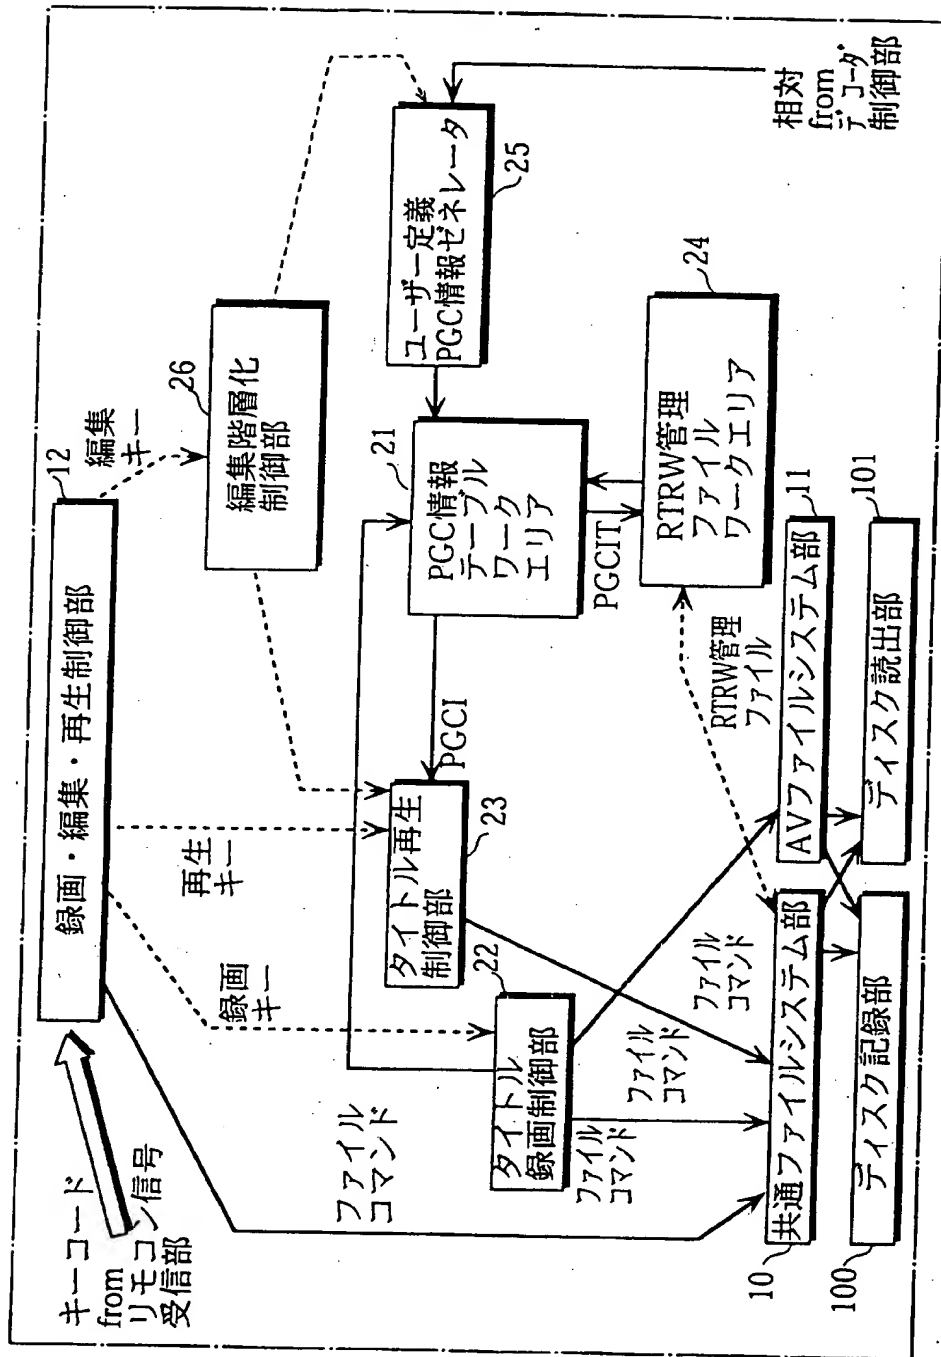 キーコード
from
リモコン信号
受信部
12
録画・編集・再生制御部
編集
キー
再生
キー
録画
キー
26
編集階層化
制御部
ユーザー定義
PGC情報ゼネレータ
25
相対
from
デコーダ
制御部
21
PGC情報
テーブル
ワーク
エリア
PGCI
PGCIT
タイトル再生
制御部
23
22
タイトル
録画制御部
RTRW管理
ファイル
ワークエリア
24
RTRW管理
ファイル
ファイル
コマンド
ファイル
コマンド
ファイル
コマンド
ファイル
コマンド
10
共通ファイルシステム部
AVファイルシステム部
11
100
ディスク記録部
ディスク読出部
101